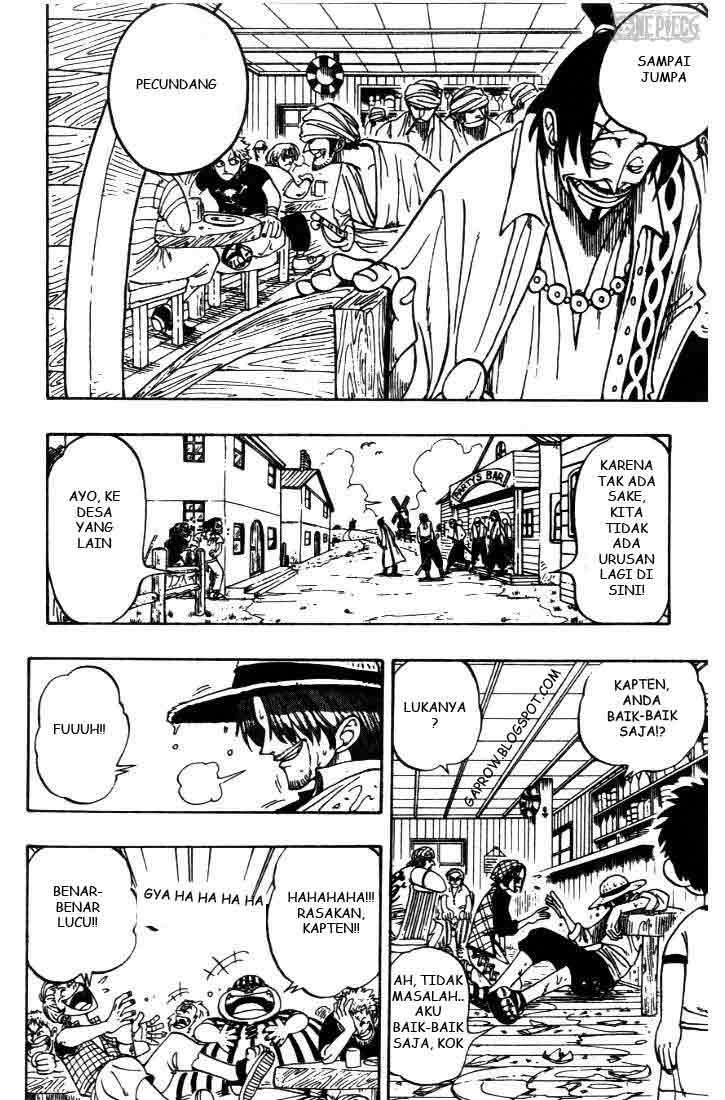 ONE PIECE
SAMPAI
JUMPA
PECUNDANG
PARTYS BAR
KARENA
TAK ADA
SAKE,
KITA
TIDAK
ADA
URUSAN
LAGI DI
SINI!
AYO, KE
DESA
YANG
LAIN
KAPTEN,
ANDA
BAIK-BAIK
SAJA!?
LUKANYA
?
GAPROW.BLOGSPOT.COM
FUUUH!!
AH, TIDAK
MASALAH..
AKU
BAIK-BAIK
SAJA, KOK
HAHAHAHA!!!
RASAKAN,
KAPTEN!!
GYA HA HA HA HA
BENAR-
BENAR
LUCU!!